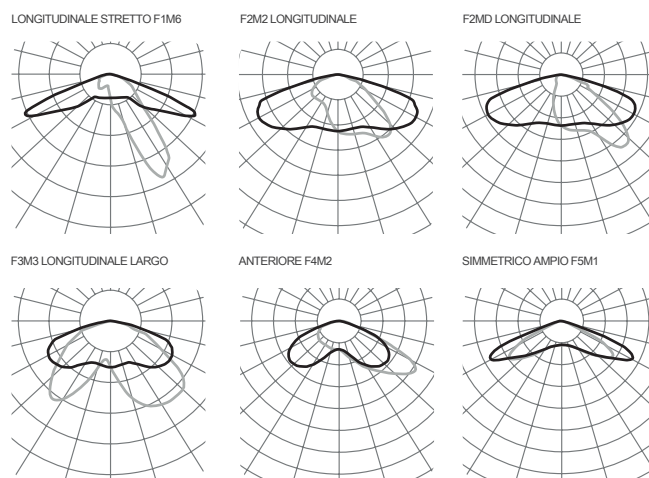 LONGITUDINALE STRETTO F1M6
F2M2 LONGITUDINALE
F2MD LONGITUDINALE
F3M3 LONGITUDINALE LARGO
ANTERIORE F4M2
SIMMETRICO AMPIO F5M1